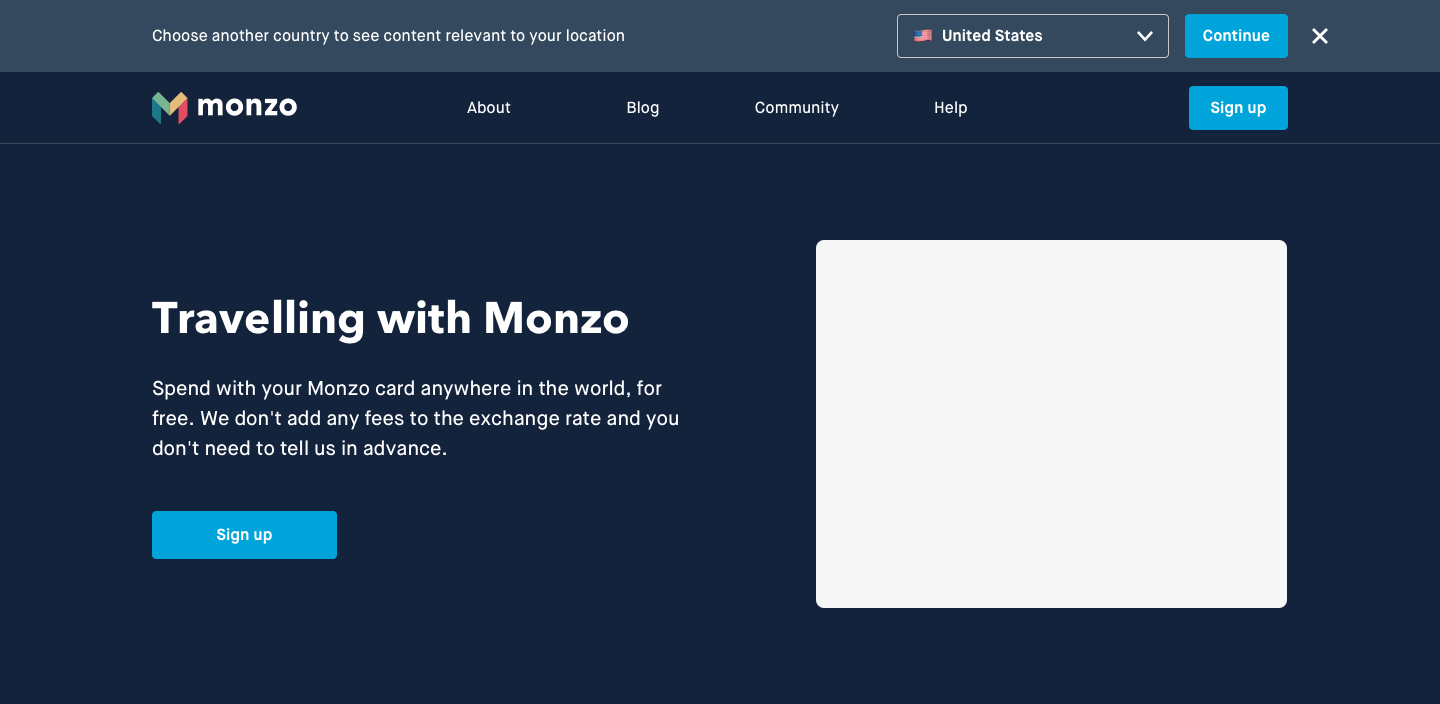 Choose another country to see content relevant to your location
United States
Continue
monzo
About
Blog
Community
Help
Sign up
Travelling with Monzo
Spend with your Monzo card anywhere in the world, for
free. We don't add any fees to the exchange rate and you
don't need to tell us in advance.
Sign up